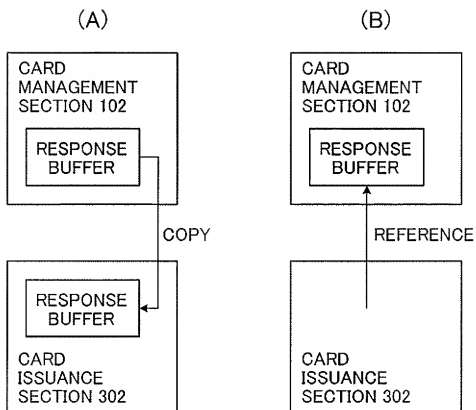 (A)
CARD
MANAGEMENT
SECTION 102
RESPONSE
BUFFER
COPY
RESPONSE
BUFFER
CARD
ISSUANCE
SECTION 302
(B)
CARD
MANAGEMENT
SECTION 102
RESPONSE
BUFFER
REFERENCE
CARD
ISSUANCE
SECTION 302